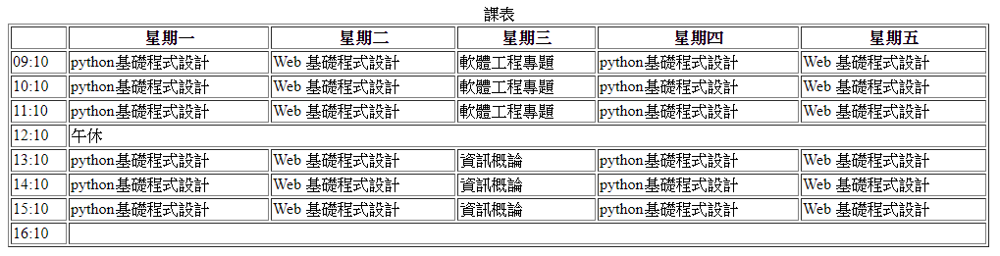 課表
星期一 星期二 星期三 星期四 星期五
09:10 python基礎程式設計 Web 基礎程式設計 軟體工程專題 python基礎程式設計 Web 基礎程式設計
10:10 python基礎程式設計 Web 基礎程式設計 軟體工程專題 python基礎程式設計 Web 基礎程式設計
11:10 python基礎程式設計 Web 基礎程式設計 軟體工程專題 python基礎程式設計 Web 基礎程式設計
12:10 午休
13:10 python基礎程式設計 Web 基礎程式設計 資訊概論 python基礎程式設計 Web 基礎程式設計
14:10 python基礎程式設計 Web 基礎程式設計 資訊概論 python基礎程式設計 Web 基礎程式設計
15:10 python基礎程式設計 Web 基礎程式設計 資訊概論 python基礎程式設計 Web 基礎程式設計
16:10